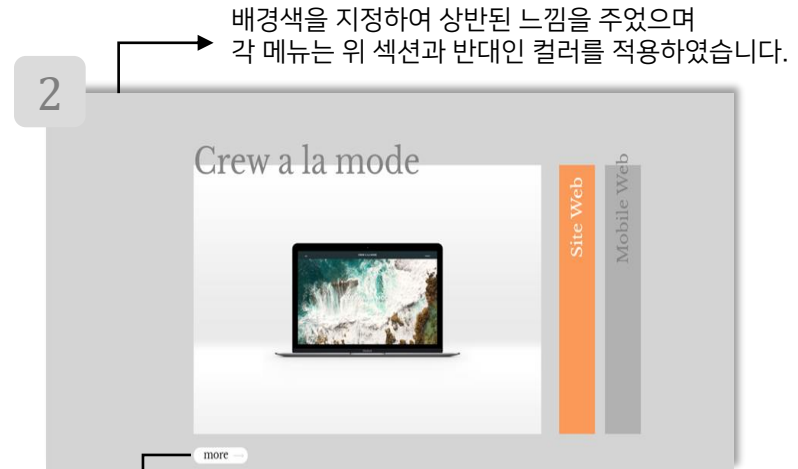 배경색을 지정하여 상반된 느낌을 주었으며
각 메뉴는 위 섹션과 반대인 컬러를 적용하였습니다.
2
Crew a la mode
Site Web
Mobile Web
more